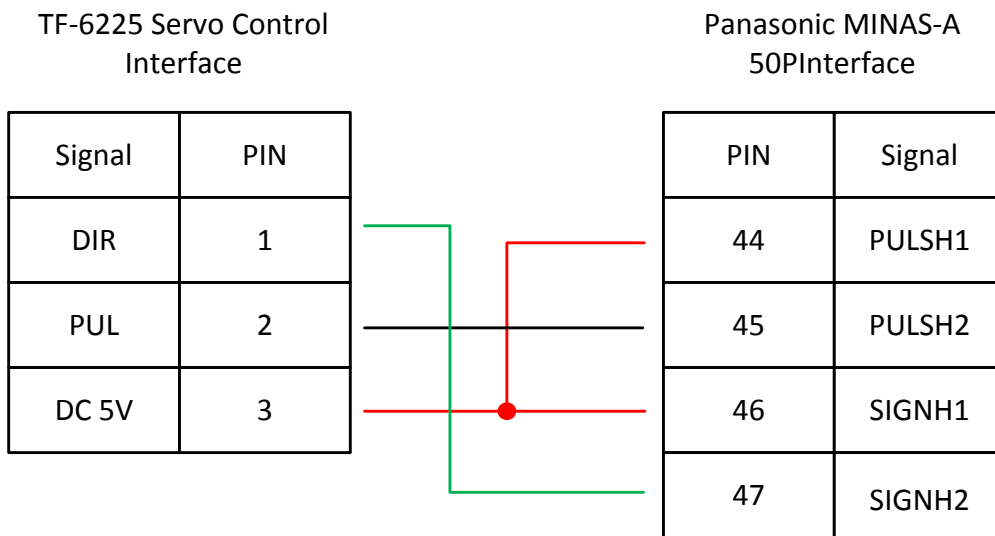 TF-6225 Servo Control
Interface
Signal PIN
DIR 1
PUL 2
DC 5V 3
Panasonic MINAS-A
50PInterface
PIN Signal
44 PULSH1
45 PULSH2
46 SIGNH1
47 SIGNH2